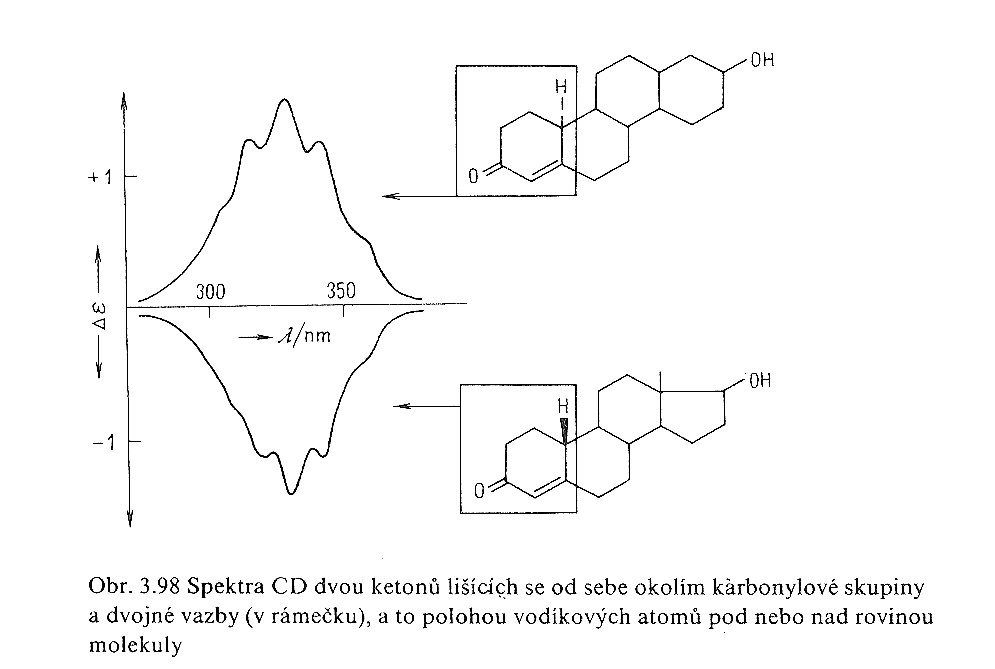 OH
H
O
+1
300
350
Δε
λ/nm
OH
H
−1
O
Obr. 3.98 Spektra CD dvou ketonů lišících se od sebe okolím kàrbonylové skupiny
a dvojné vazby (v rámečku), a to polohou vodíkových atomů pod nebo nad rovinou
molekuly